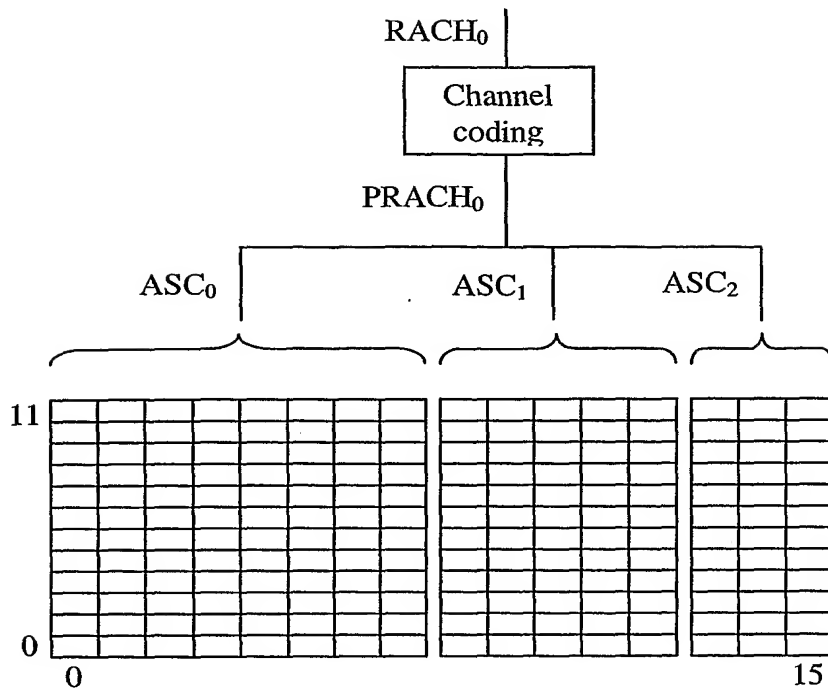 RACH₀
Channel
coding
PRACH₀
ASC₀ ASC₁ ASC₂
11
0
0 15